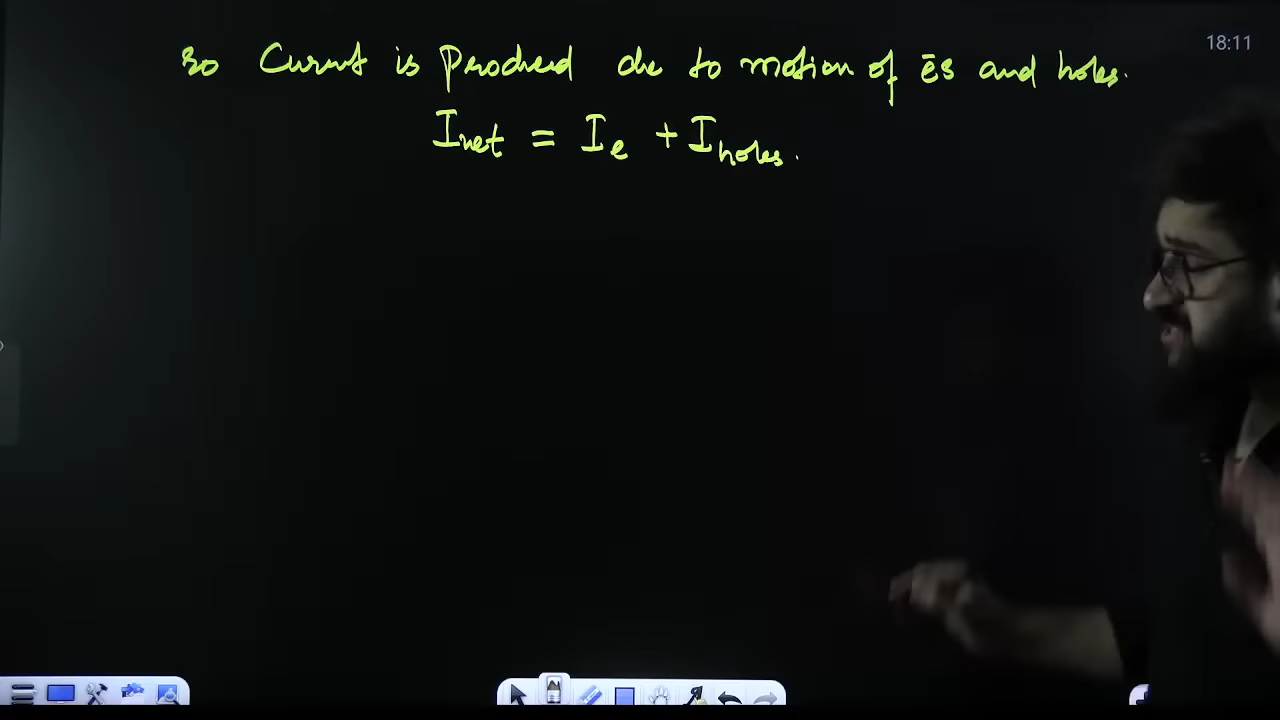 18:11
so Current is Produced due to motion of ēs and holes.
Inet = Ie + Iholes.